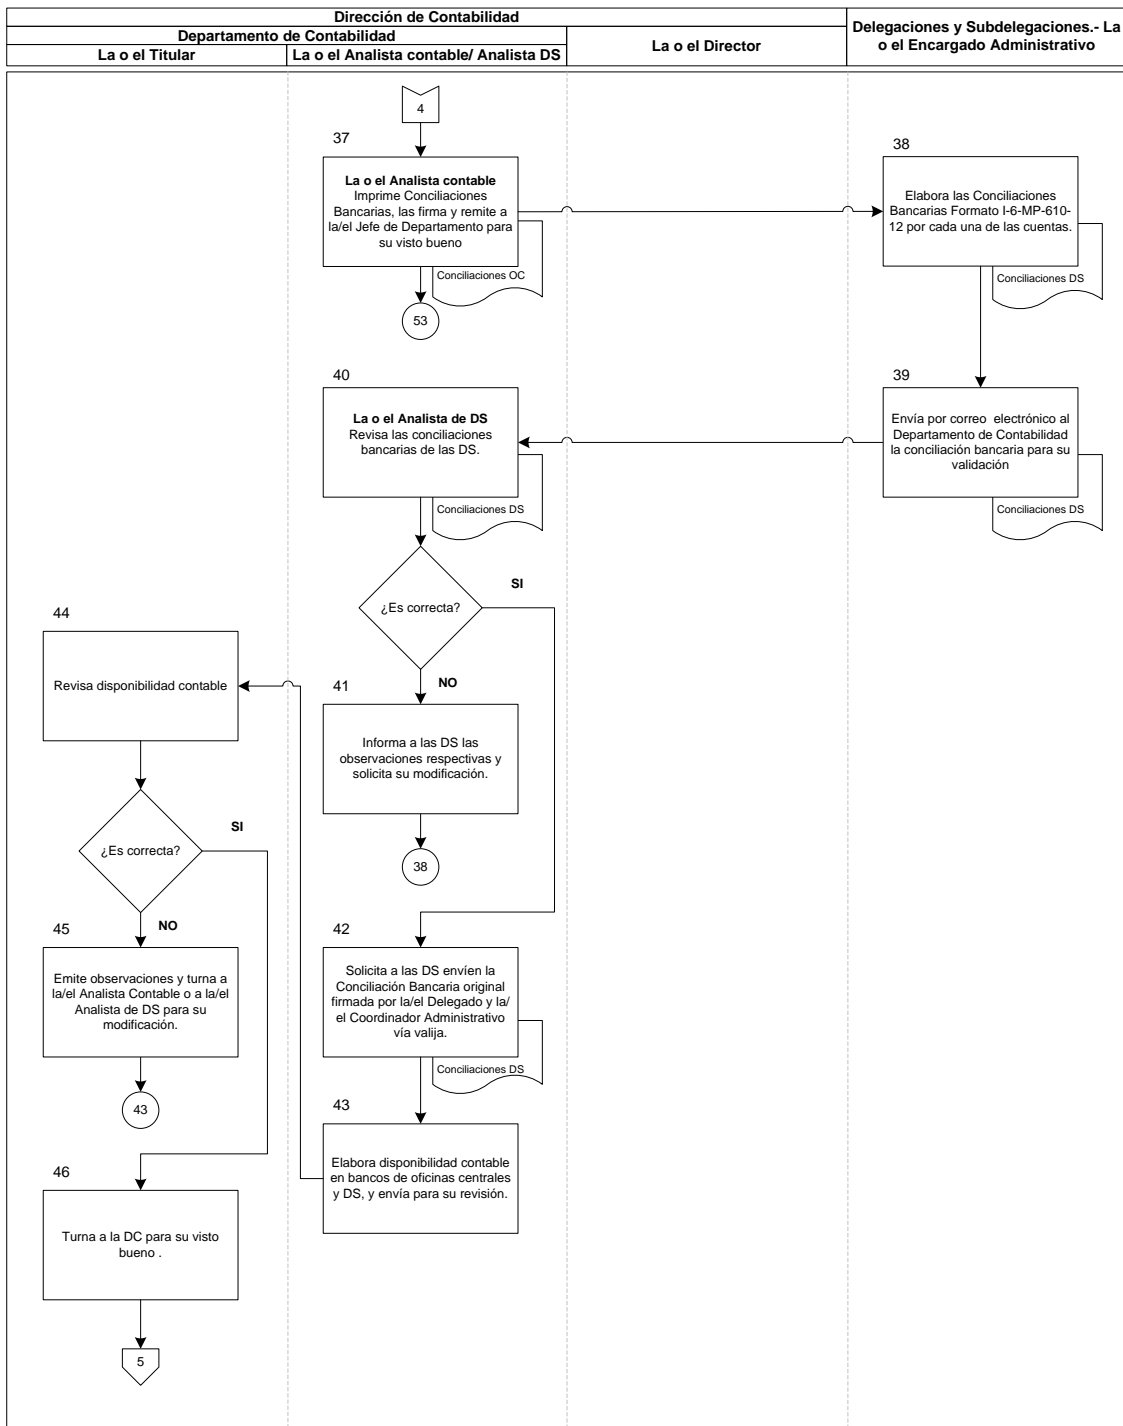 Dirección de Contabilidad
Departamento de Contabilidad
La o el Titular
La o el Analista contable/ Analista DS
La o el Director
Delegaciones y Subdelegaciones.- La
o el Encargado Administrativo
4
37
La o el Analista contable
Imprime Conciliaciones
Bancarias, las firma y remite a
la/el Jefe de Departamento para
su visto bueno
Conciliaciones OC
53
38
Elabora las Conciliaciones
Bancarias Formato I-6-MP-610-
12 por cada una de las cuentas.
Conciliaciones DS
39
Envía por correo electrónico al
Departamento de Contabilidad
la conciliación bancaria para su
validación
Conciliaciones DS
40
La o el Analista de DS
Revisa las conciliaciones
bancarias de las DS.
Conciliaciones DS
¿Es correcta?
SI
NO
41
Informa a las DS las
observaciones respectivas y
solicita su modificación.
38
42
Solicita a las DS envíen la
Conciliación Bancaria original
firmada por la/el Delegado y la/
el Coordinador Administrativo
vía valija.
Conciliaciones DS
43
Elabora disponibilidad contable
en bancos de oficinas centrales
y DS, y envía para su revisión.
44
Revisa disponibilidad contable
¿Es correcta?
SI
NO
45
Emite observaciones y turna a
la/el Analista Contable o a la/el
Analista de DS para su
modificación.
43
46
Turna a la DC para su visto
bueno .
5